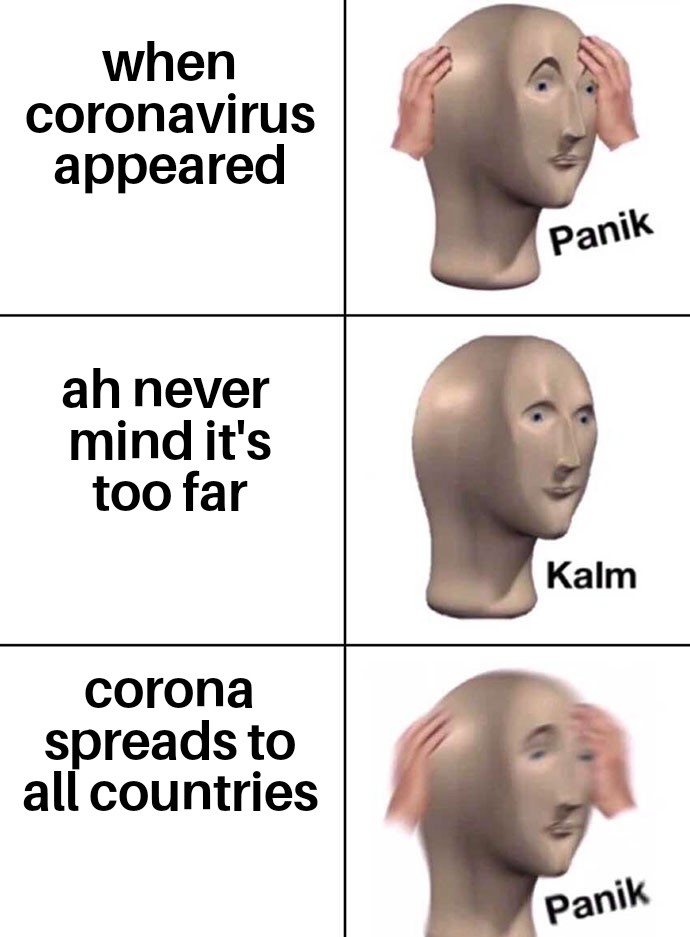 when
coronavirus
appeared
Panik
ah never
mind it's
too far
Kalm
corona
spreads to
all countries
Panik